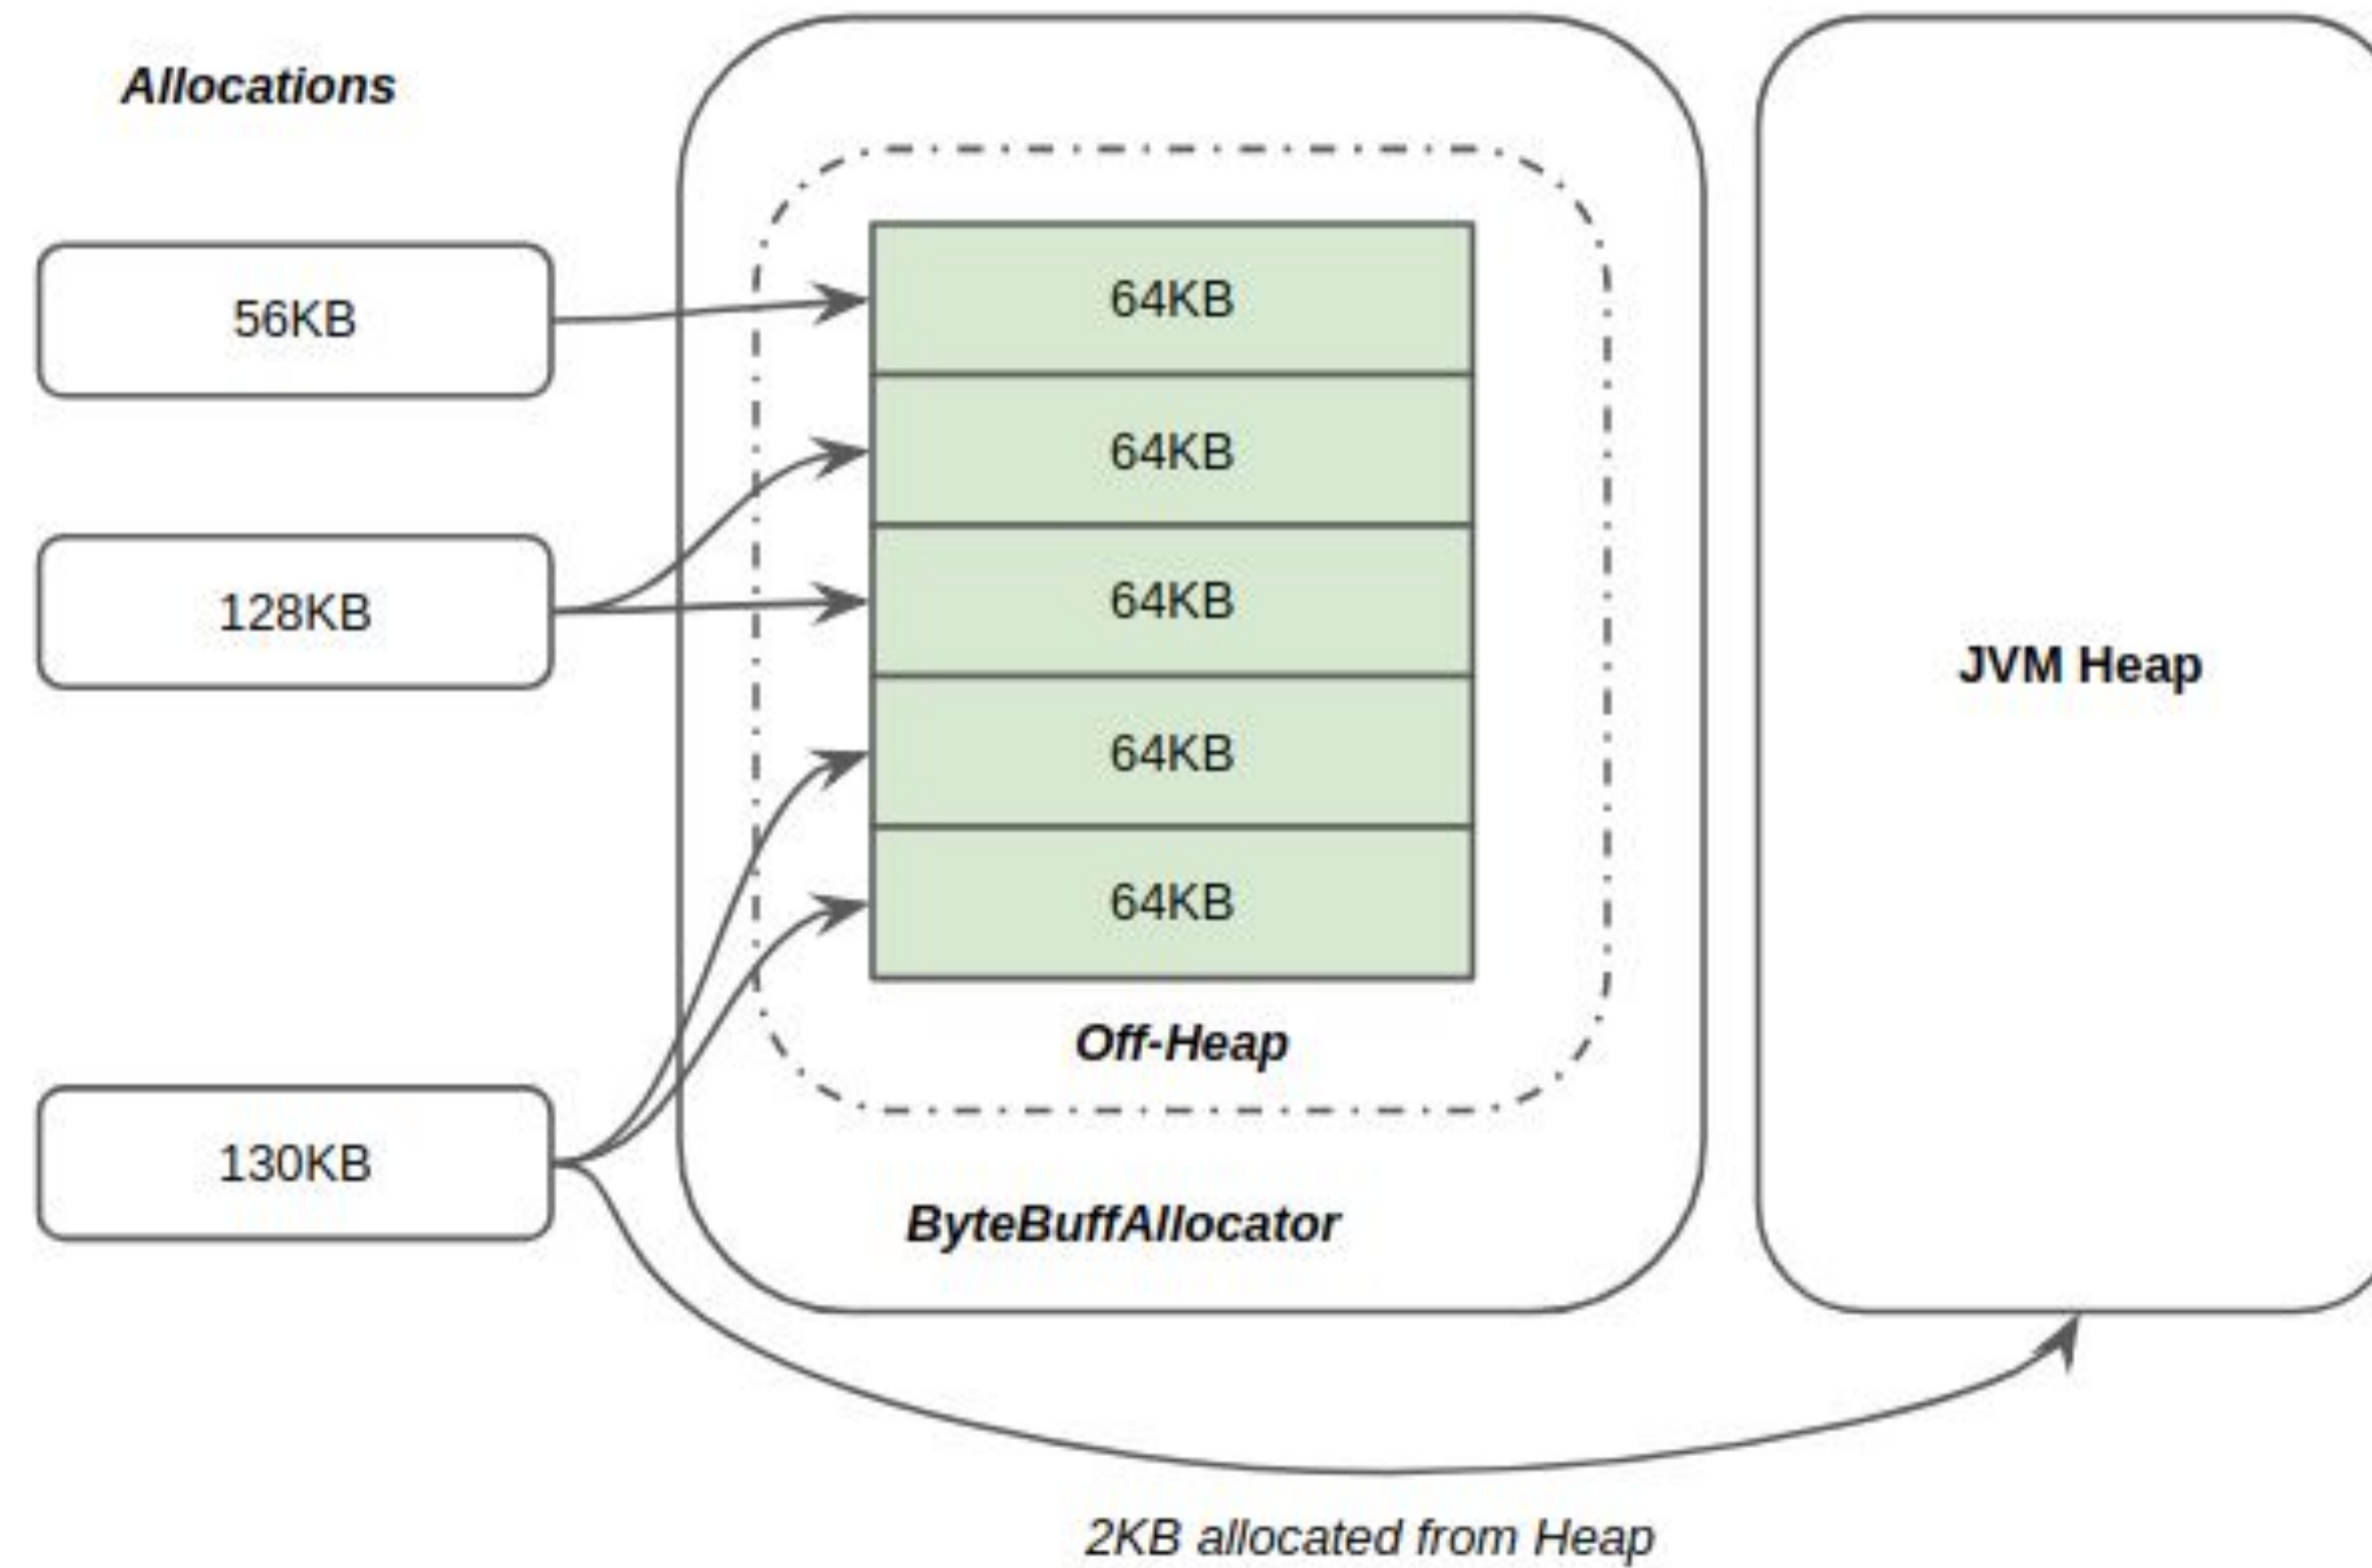 Allocations
56KB
128KB
130KB
64KB
64KB
64KB
64KB
64KB
Off-Heap
ByteBuffAllocator
JVM Heap
2KB allocated from Heap